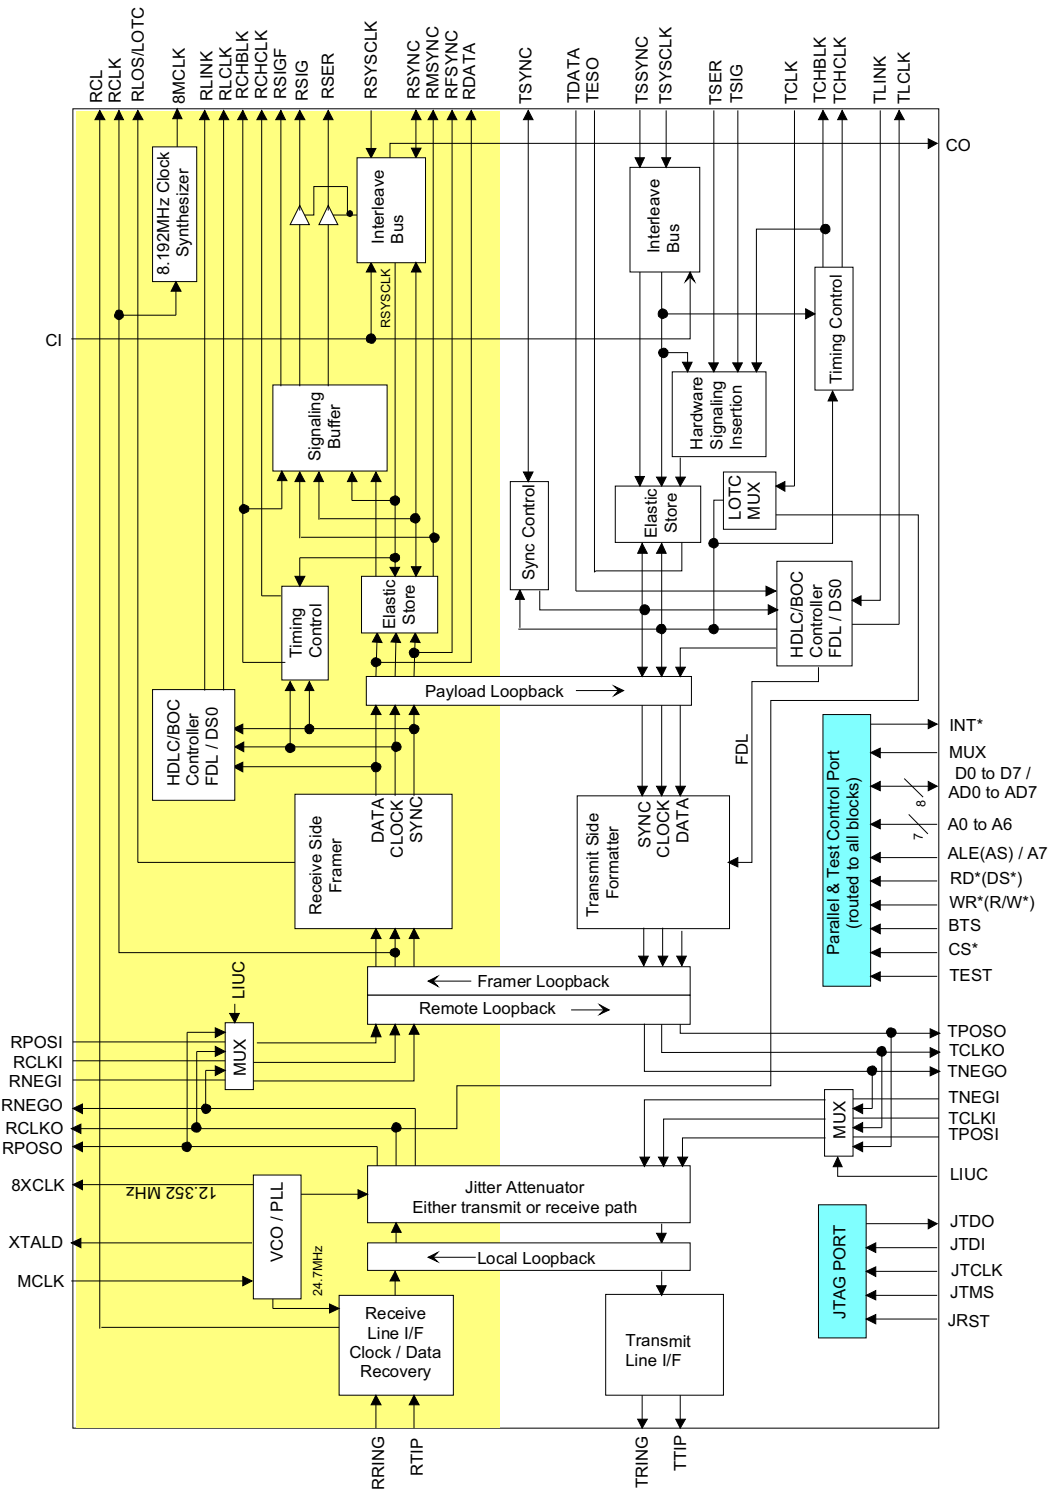 RCL
RCLK
RLOS/LOTC
8MCLK
RLINK
RLCLK
RCHBLK
RCHCLK
RSIGF
RSIG
RSER
RSYSCLK
RSYNC
RMSYNC
RFSYNC
RDATA
TSYNC
TDATA
TESO
TSSYNC
TSYSCLK
TSER
TSIG
TCLK
TCHBLK
TCHCLK
TLINK
TLCLK
CO
8.192MHz Clock
Synthesizer
Interleave
Bus
Interleave
Bus
RSYSCLK
CI
Timing Control
Signaling
Buffer
Hardware
Signaling
Insertion
LOTC
MUX
Sync Control
Elastic
Store
Elastic
Store
Timing
Control
HDLC/BOC
Controller
FDL / DS0
HDLC/BOC
Controller
FDL / DS0
Payload Loopback
FDL
Receive Side
Framer
DATA
CLOCK
SYNC
Transmit Side
Formatter
SYNC
CLOCK
DATA
Parallel & Test Control Port
(routed to all blocks)
INT*
MUX
D0 to D7 /
AD0 to AD7
8
A0 to A6
7
ALE(AS) / A7
RD*(DS*)
WR*(R/W*)
BTS
CS*
TEST
Framer Loopback
Remote Loopback
LIUC
MUX
RPOSI
RCLKI
RNEGI
RNEGO
RCLKO
RPOSO
TPOSO
TCLKO
TNEGO
TNEGI
TCLKI
TPOSI
MUX
LIUC
8XCLK
12.352 MHz
XTALD
MCLK
VCO / PLL
24.7MHz
Jitter Attenuator
Either transmit or receive path
Local Loopback
Receive
Line I/F
Clock / Data
Recovery
Transmit
Line I/F
JTAG PORT
JTDO
JTDI
JTCLK
JTMS
JRST
RRING
RTIP
TRING
TTIP